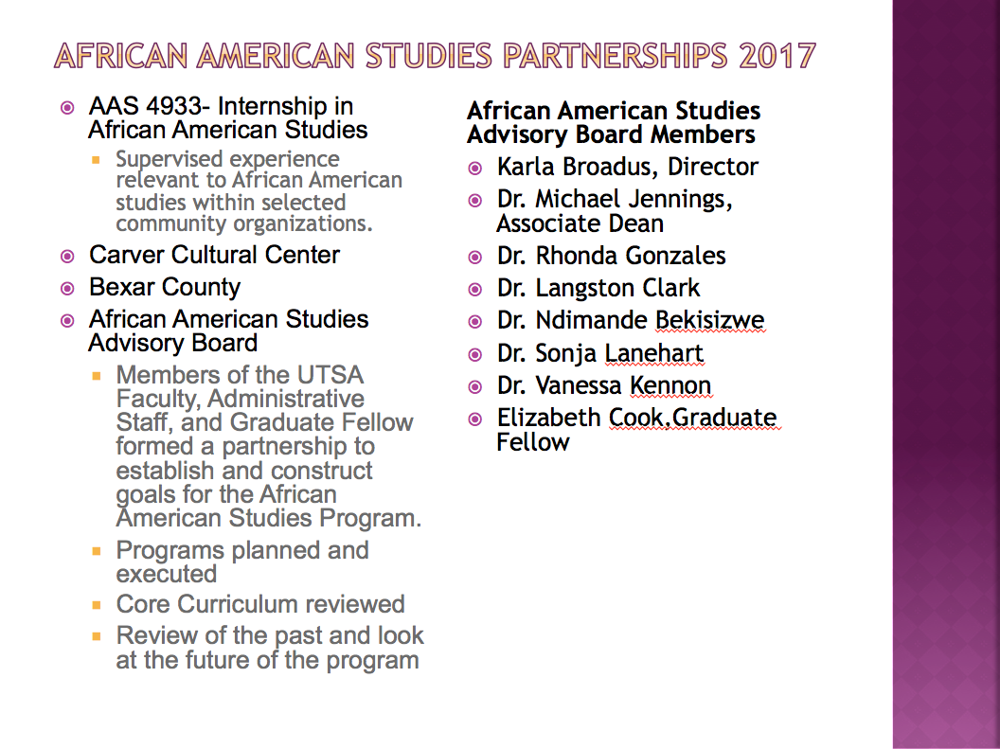 AFRICAN AMERICAN STUDIES PARTNERSHIPS 2017
AAS 4933- Internship in
African American Studies
Supervised experience
relevant to African American
studies within selected
community organizations.
Carver Cultural Center
Bexar County
African American Studies
Advisory Board
Members of the UTSA
Faculty, Administrative
Staff, and Graduate Fellow
formed a partnership to
establish and construct
goals for the African
American Studies Program.
Programs planned and
executed
Core Curriculum reviewed
Review of the past and look
at the future of the program
African American Studies
Advisory Board Members
Karla Broadus, Director
Dr. Michael Jennings,
Associate Dean
Dr. Rhonda Gonzales
Dr. Langston Clark
Dr. Ndimande Bekisizwe
Dr. Sonja Lanehart
Dr. Vanessa Kennon
Elizabeth Cook,Graduate
Fellow